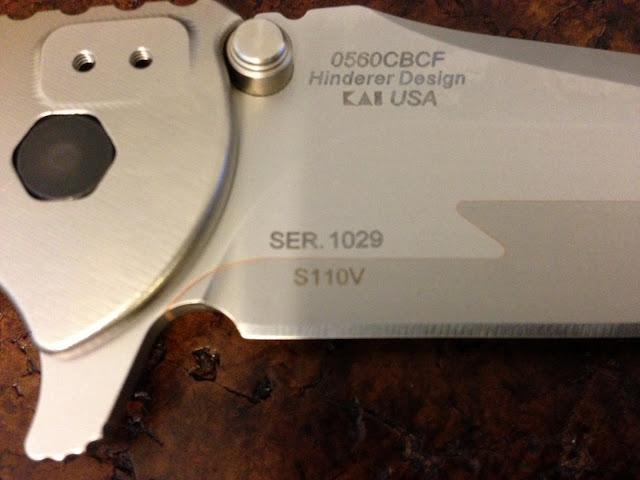 0560CBCF
Hinderer Design
KAI USA
SER. 1029
S110V